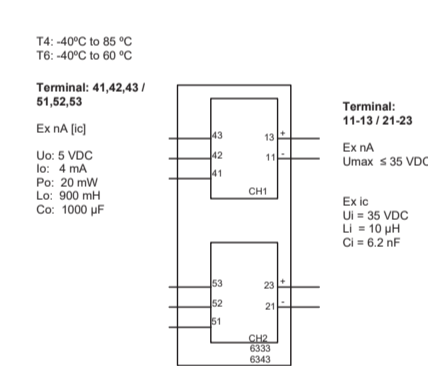 T4: -40ºC to 85 ºC
T6: -40ºC to 60 ºC
Terminal: 41,42,43 /
51,52,53
Ex nA [ic]
Uo: 5 VDC
Io: 4 mA
Po: 20 mW
Lo: 900 mH
Co: 1000 µF
43
42
41
13 +
11 -
CH1
53
52
51
23 +
21 -
CH2
6333
6343
Terminal:
11-13 / 21-23
Ex nA
Umax ≤ 35 VDC
Ex ic
Ui = 35 VDC
Li = 10 µH
Ci = 6.2 nF